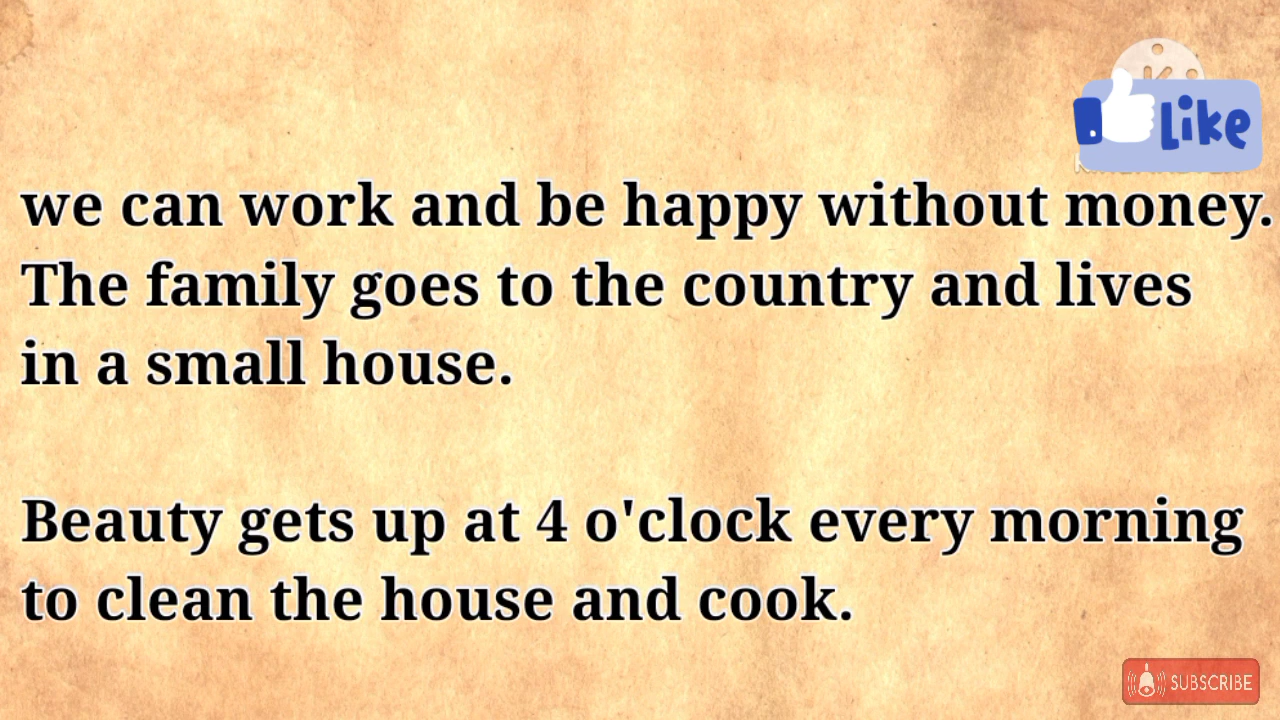 Like
we can work and be happy without money.
The family goes to the country and lives
in a small house.
Beauty gets up at 4 o'clock every morning
to clean the house and cook.
SUBSCRIBE